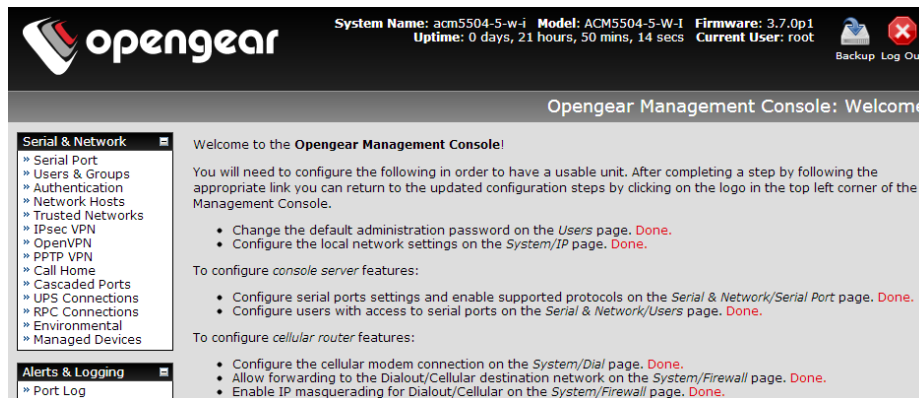 opengear
System Name: acm5504-5-w-i Model: ACM5504-5-W-I Firmware: 3.7.0p1
Uptime: 0 days, 21 hours, 50 mins, 14 secs Current User: root
Backup Log Ou
Opengear Management Console: Welcome
Serial & Network
» Serial Port
» Users & Groups
» Authentication
» Network Hosts
» Trusted Networks
» IPsec VPN
» OpenVPN
» PPTP VPN
» Call Home
» Cascaded Ports
» UPS Connections
» RPC Connections
» Environmental
» Managed Devices
Alerts & Logging
» Port Log
Welcome to the Opengear Management Console!
You will need to configure the following in order to have a usable unit. After completing a step by following the
appropriate link you can return to the updated configuration steps by clicking on the logo in the top left corner of the
Management Console.
• Change the default administration password on the Users page. Done.
• Configure the local network settings on the System/IP page. Done.
To configure console server features:
• Configure serial ports settings and enable supported protocols on the Serial & Network/Serial Port page. Done.
• Configure users with access to serial ports on the Serial & Network/Users page. Done.
To configure cellular router features:
• Configure the cellular modem connection on the System/Dial page. Done.
• Allow forwarding to the Dialout/Cellular destination network on the System/Firewall page. Done.
• Enable IP masquerading for Dialout/Cellular on the System/Firewall page. Done.